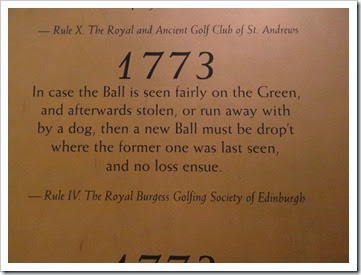 — Rule X. The Royal and Ancient Golf Club of St. Andrews
1773
In case the Ball is seen fairly on the Green,
and afterwards stolen, or run away with
by a dog, then a new Ball must be drop't
where the former one was last seen,
and no loss ensue.
— Rule IV. The Royal Burgess Golfing Society of Edinburgh